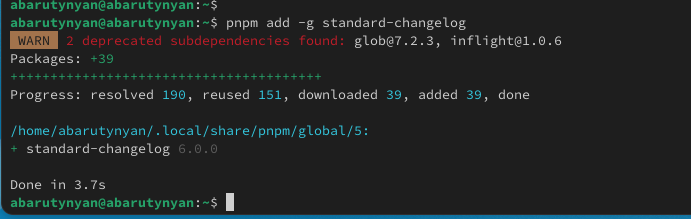 abarutynyan@abarutynyan:~$
abarutynyan@abarutynyan:~$ pnpm add -g standard-changelog
WARN 2 deprecated subdependencies found: glob@7.2.3, inflight@1.0.6
Packages: +39
+++++++++++++++++++++++++++++++++++++++
Progress: resolved 190, reused 151, downloaded 39, added 39, done
/home/abarutynyan/.local/share/pnpm/global/5:
+ standard-changelog 6.0.0
Done in 3.7s
abarutynyan@abarutynyan:~$